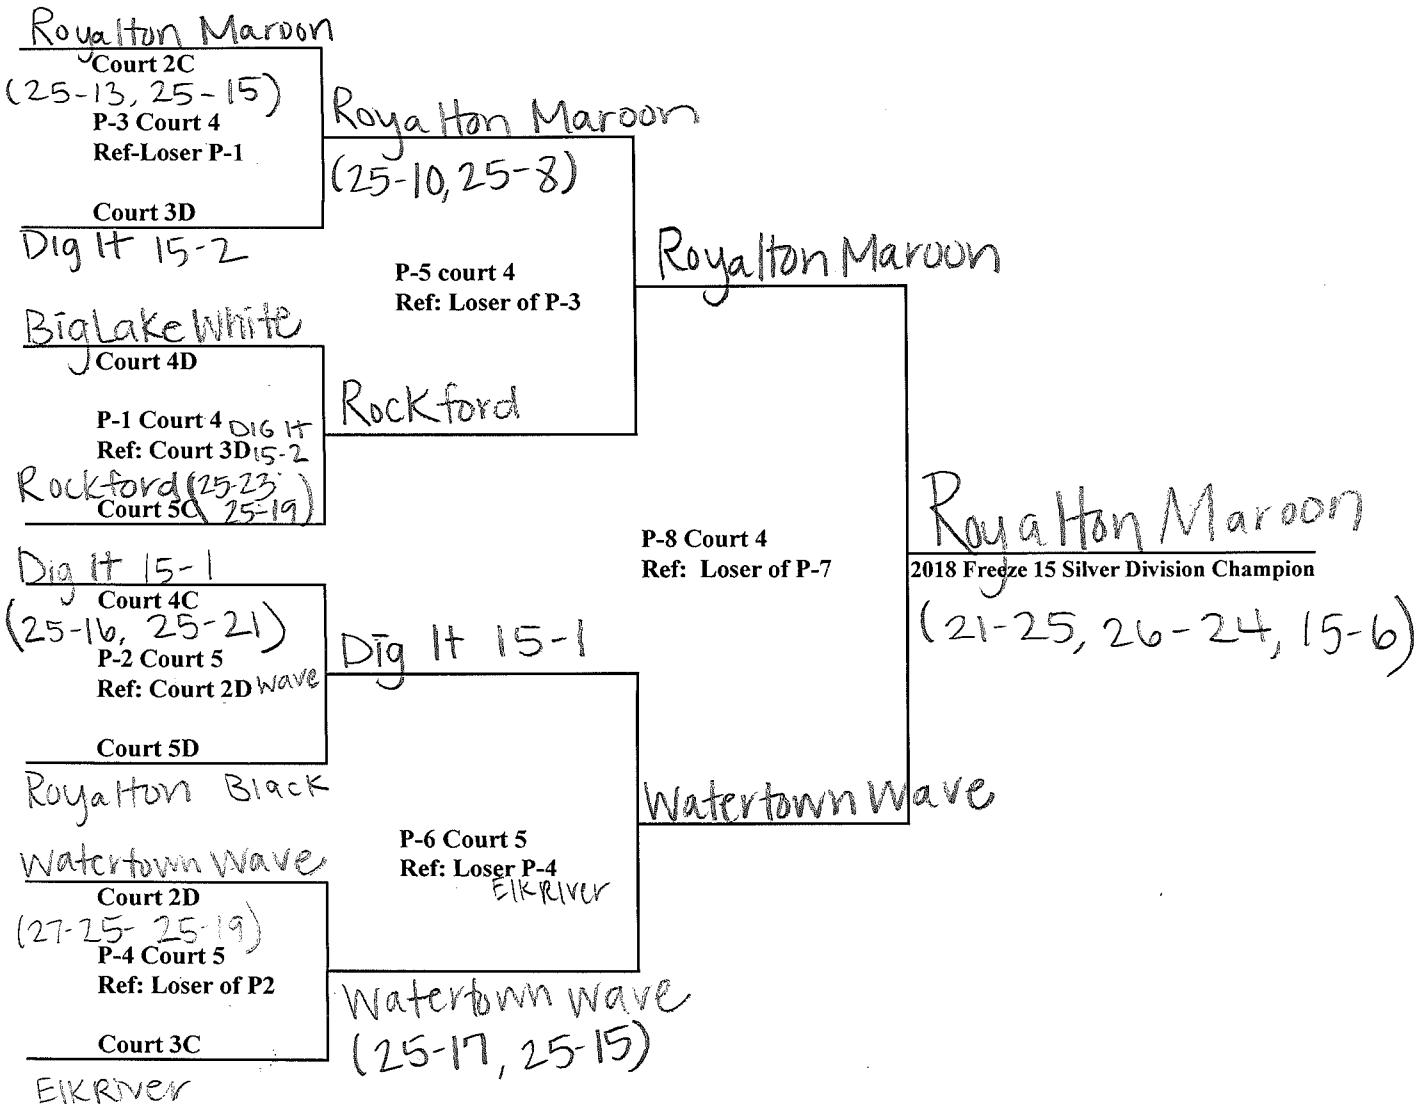 Royalton Maroon
Court 2C
(25-13, 25-15)
P-3 Court 4
Ref-Loser P-1
Court 3D
Dig It 15-2
Royalton Maroon
(25-10, 25-8)
P-5 court 4
Ref: Loser of P-3
Big Lake White
Court 4D
P-1 Court 4 DIG It
Ref: Court 3D 15-2
Rockford (25-23
Court 5C 25-19)
Rockford
Royalton Maroon
Dig It 15-1
Court 4C
(25-16, 25-21)
P-2 Court 5
Ref: Court 2D Wave
Court 5D
Royalton Black
Dig It 15-1
P-6 Court 5
Ref: Loser P-4
Elk River
Watertown Wave
Court 2D
(27-25- 25-19)
P-4 Court 5
Ref: Loser of P2
Court 3C
Elk River
Watertown Wave
(25-17, 25-15)
Watertown Wave
P-8 Court 4
Ref: Loser of P-7
Royalton Maroon
2018 Freeze 15 Silver Division Champion
(21-25, 26-24, 15-6)